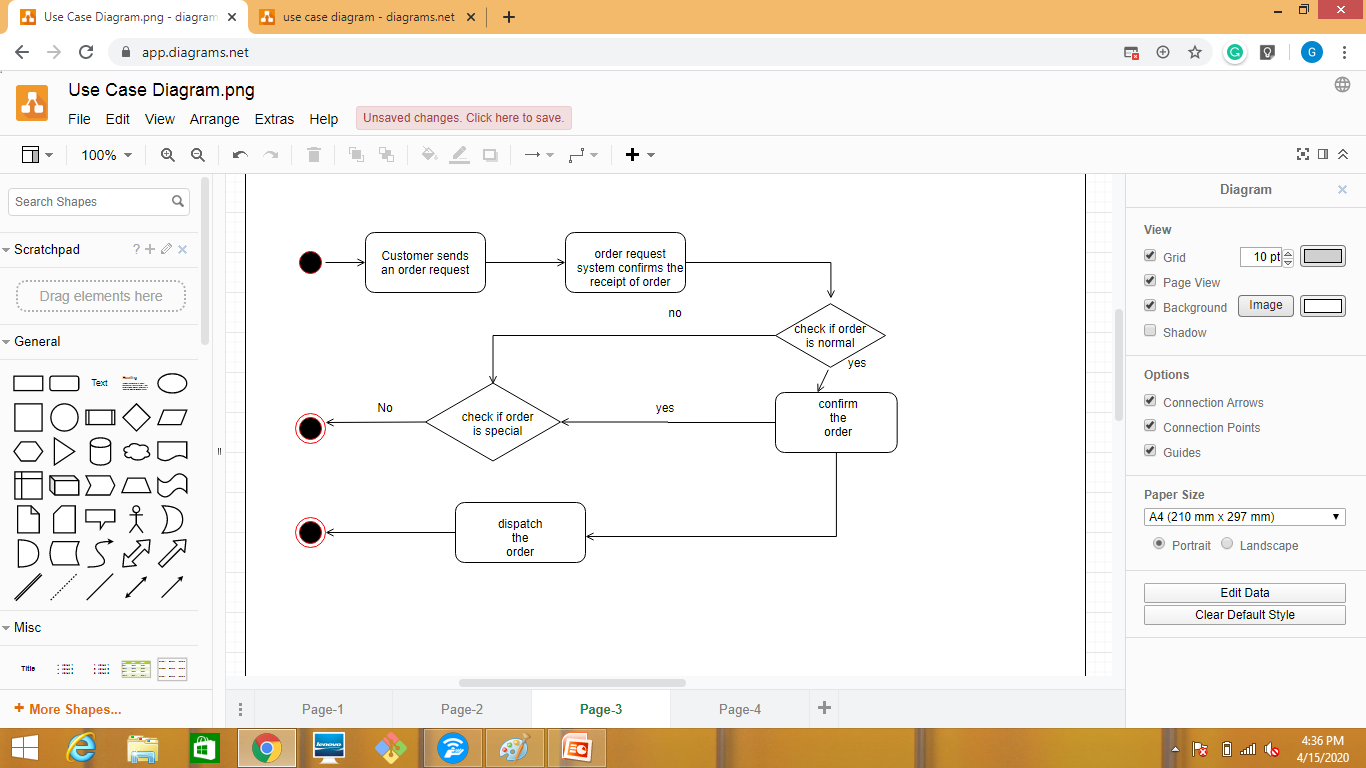 Use Case Diagram.png - diagram
use case diagram - diagrams.net
app.diagrams.net
G
Use Case Diagram.png
File Edit View Arrange Extras Help
Unsaved changes. Click here to save.
100%
Search Shapes
Scratchpad
?
Drag elements here
General
Text
Heading
Misc
Title
+ More Shapes...
Customer sends
an order request
order request
system confirms the
receipt of order
no
check if order
is normal
yes
confirm
the
order
yes
check if order
is special
No
dispatch
the
order
Page-1
Page-2
Page-3
Page-4
Diagram
View
Grid
10 pt
Page View
Background
Image
Shadow
Options
Connection Arrows
Connection Points
Guides
Paper Size
A4 (210 mm x 297 mm)
Portrait Landscape
Edit Data
Clear Default Style
lenovo
4:36 PM
4/15/2020